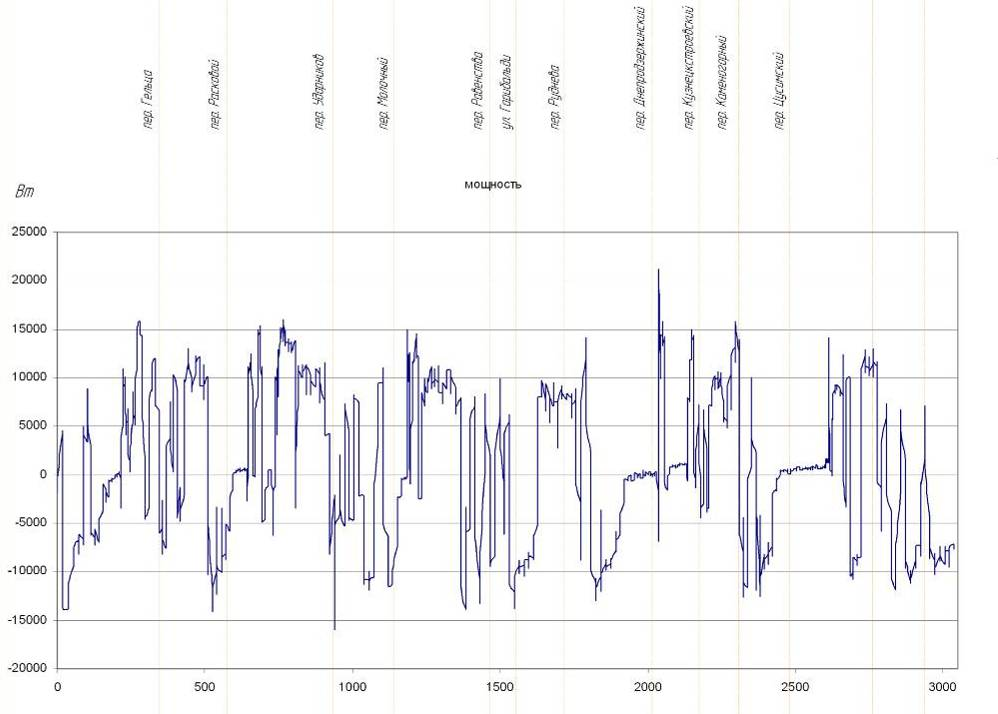 пер. Гельца
пер. Расковой
пер. Ударников
пер. Молочный
пер. Равенства
ул. Гарибальди
пер. Руднева
пер. Днепродзержинский
пер. Кузнецкстроевский
пер. Каменогорный
пер. Цусимский
Вт
мощность
25000
20000
15000
10000
5000
0
-5000
-10000
-15000
-20000
0 500 1000 1500 2000 2500 3000